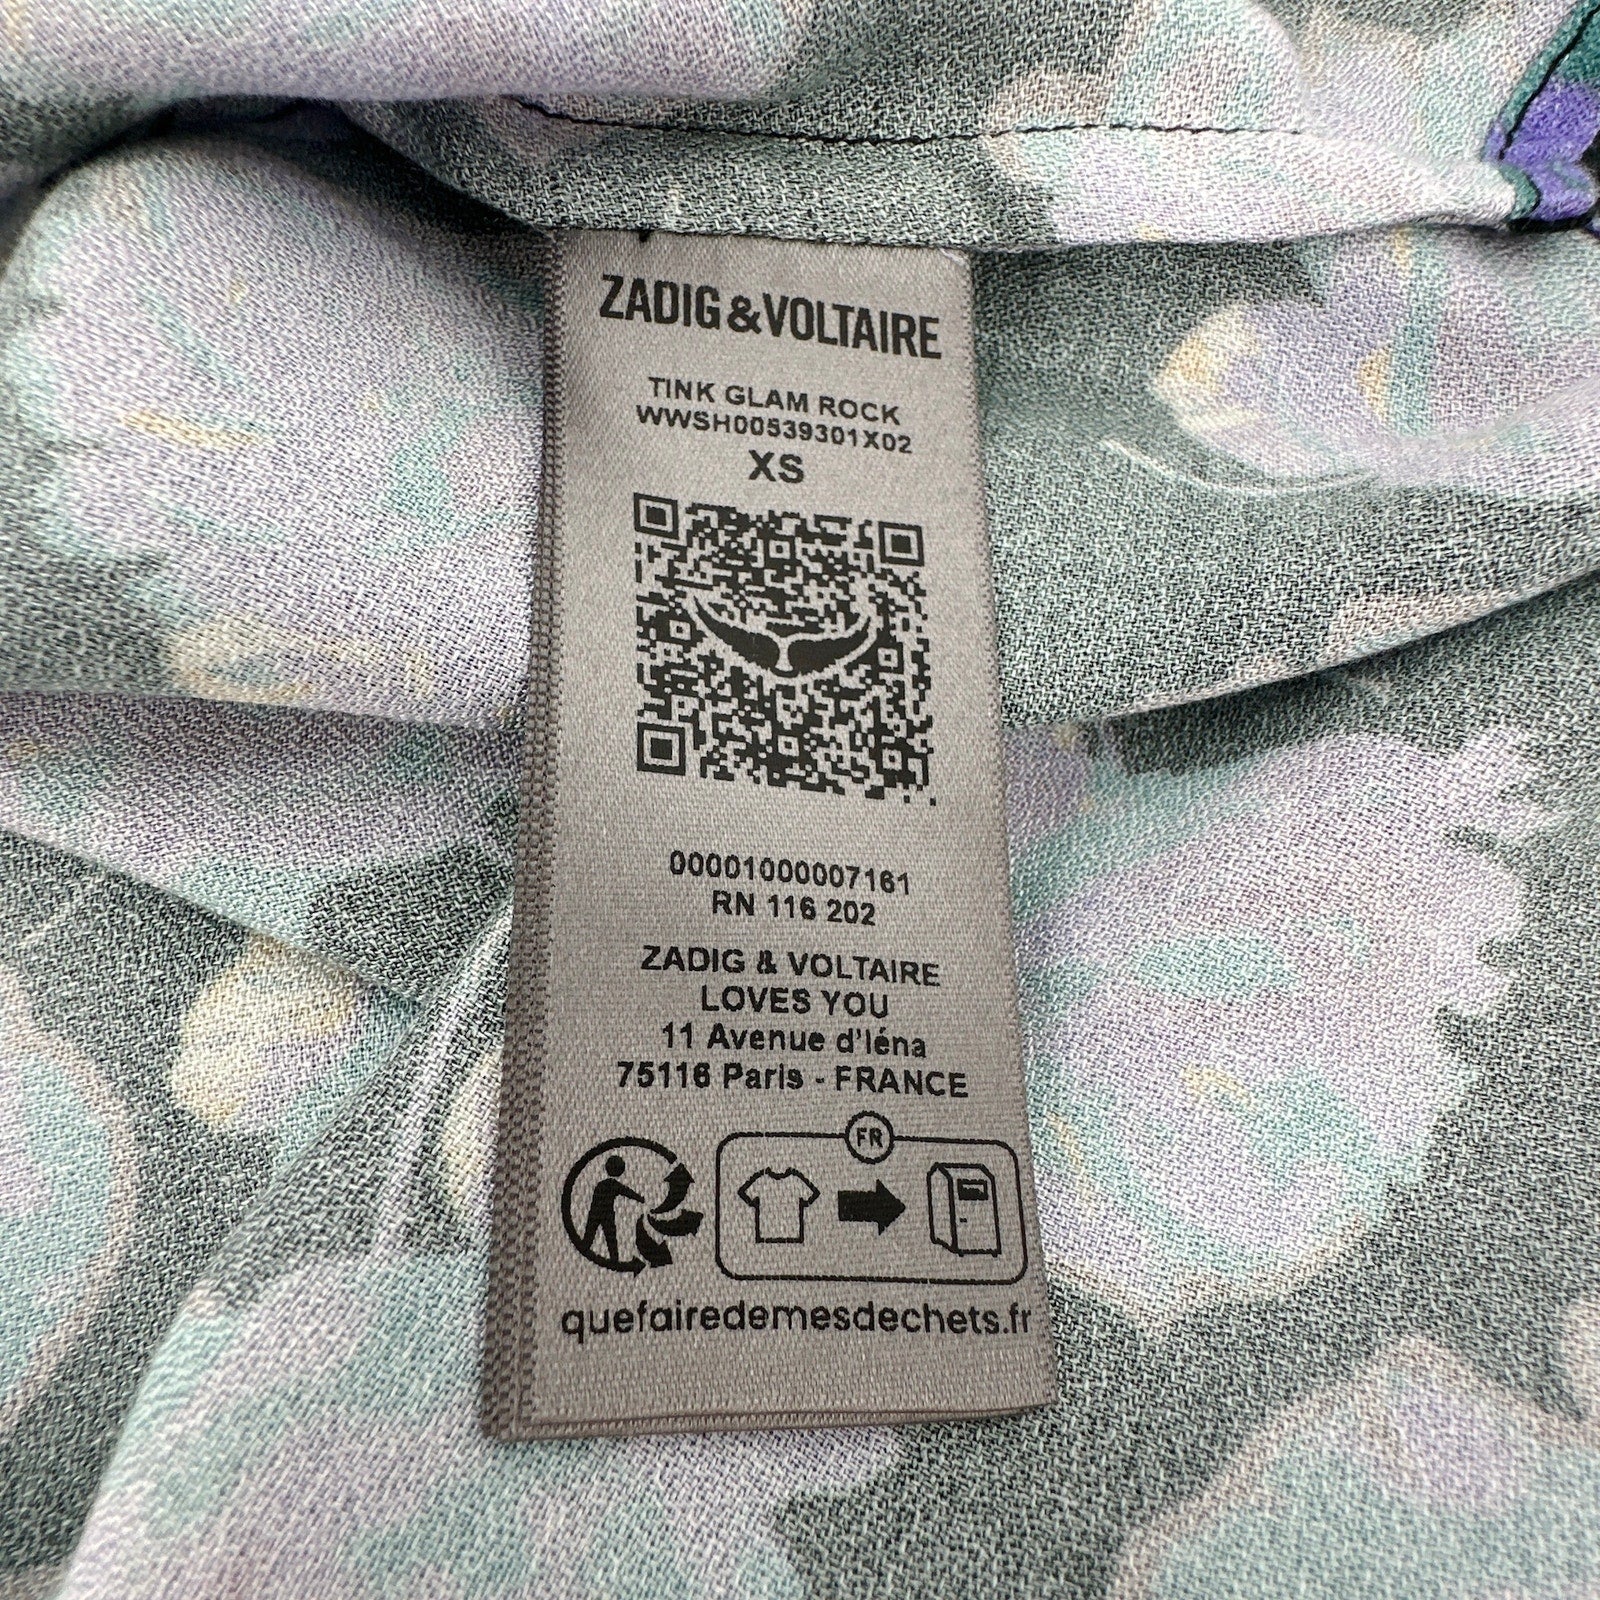 ZADIG&VOLTAIRE
TINK GLAM ROCK
WWSH00539301X02
XS
00001000007161
RN 116 202
ZADIG & VOLTAIRE
LOVES YOU
11 Avenue d'Iéna
75116 Paris - FRANCE
FR
quefairedemesdechets.fr